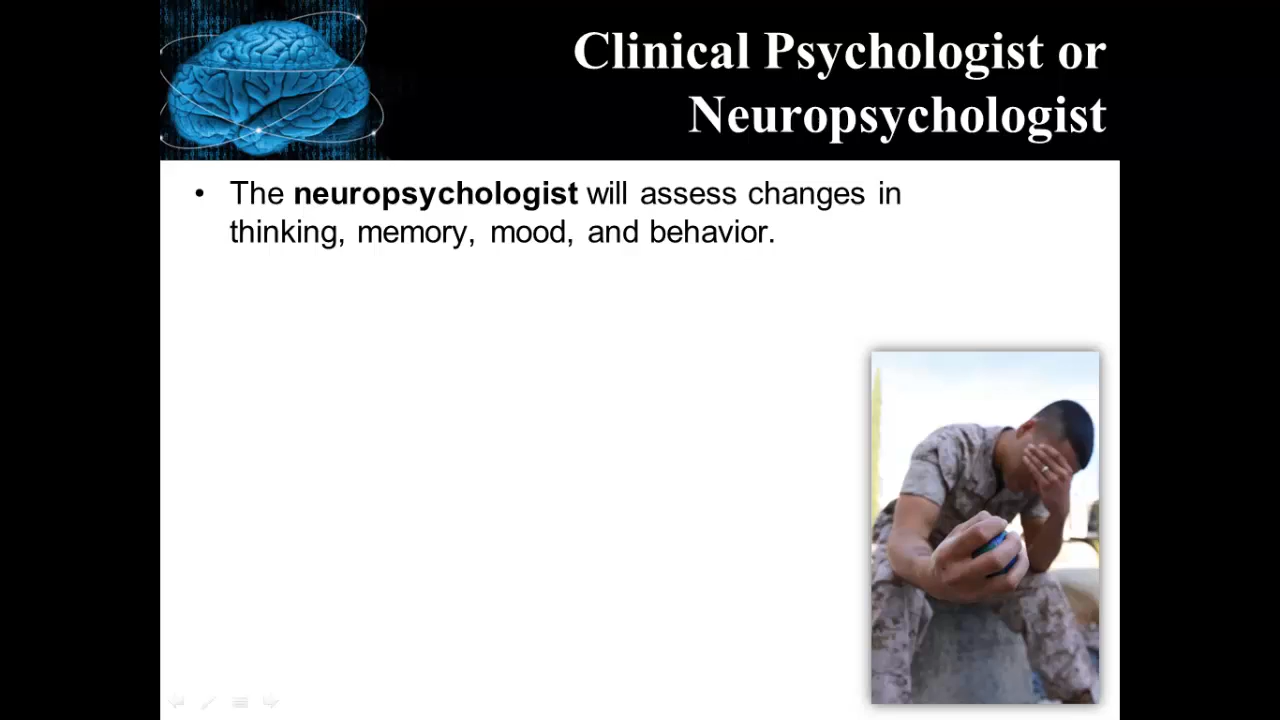 Clinical Psychologist or
Neuropsychologist
• The neuropsychologist will assess changes in
thinking, memory, mood, and behavior.